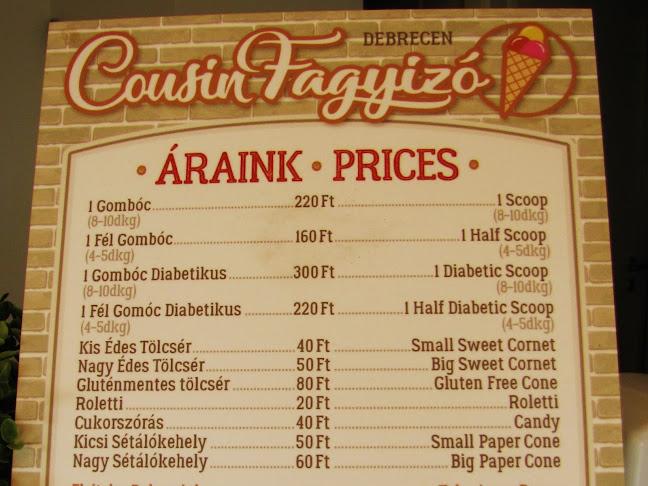 DEBRECEN
Cousin Fagyizó
• ÁRAINK • PRICES •
1 Gombóc 220 Ft 1 Scoop
(8-10dkg) (8-10dkg)
1 Fél Gombóc 160 Ft 1 Half Scoop
(4-5dkg) (4-5dkg)
1 Gombóc Diabetikus 300 Ft 1 Diabetic Scoop
(8-10dkg) (8-10dkg)
1 Fél Gomóc Diabetikus 220 Ft 1 Half Diabetic Scoop
(4-5dkg) (4-5dkg)
Kis Édes Tölcsér 40 Ft Small Sweet Cornet
Nagy Édes Tölcsér 50 Ft Big Sweet Cornet
Gluténmentes tölcsér 80 Ft Gluten Free Cone
Roletti 20 Ft Roletti
Cukorszórás 40 Ft Candy
Kicsi Sétálókehely 50 Ft Small Paper Cone
Nagy Sétálókehely 60 Ft Big Paper Cone